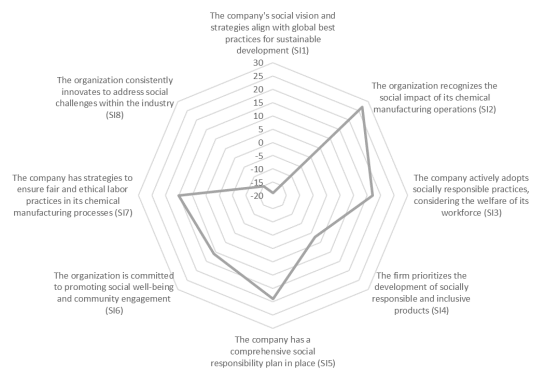 The company's social vision and
strategies align with global best
practices for sustainable
development (SI1)
30
25
20
15
10
5
0
-5
-10
-15
-20
The organization recognizes the
social impact of its chemical
manufacturing operations (SI2)
The company actively adopts
socially responsible practices,
considering the welfare of its
workforce (SI3)
The firm prioritizes the
development of socially
responsible and inclusive
products (SI4)
The company has a
comprehensive social
responsibility plan in place (SI5)
The organization is committed
to promoting social well-being
and community engagement
(SI6)
The company has strategies to
ensure fair and ethical labor
practices in its chemical
manufacturing processes (SI7)
The organization consistently
innovates to address social
challenges within the industry
(SI8)